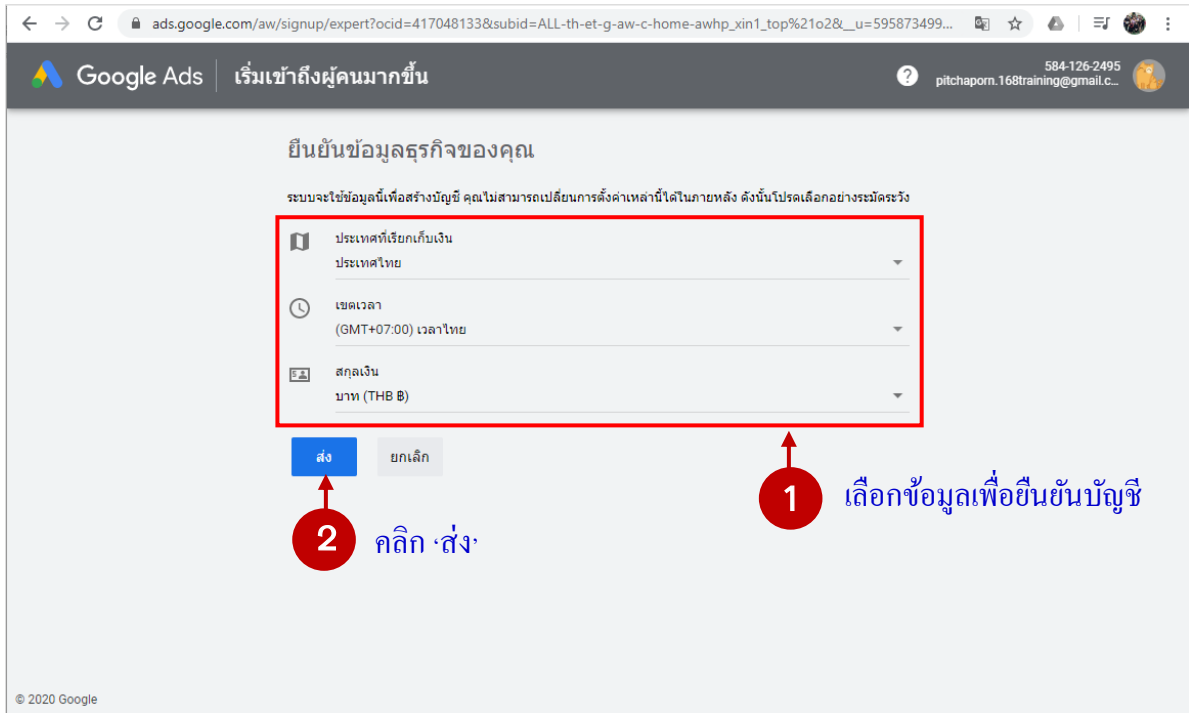 ads.google.com/aw/signup/expert?ocid=417048133&subid=ALL-th-et-g-aw-c-home-awhp_xin1_top%21o2&__u=595873499...
Google Ads
เริ่มเข้าถึงผู้คนมากขึ้น
?
584-126-2495
pitchaporn.168training@gmail.c...
ยืนยันข้อมูลธุรกิจของคุณ
ระบบจะใช้ข้อมูลนี้เพื่อสร้างบัญชี คุณไม่สามารถเปลี่ยนการตั้งค่าเหล่านี้ได้ในภายหลัง ดังนั้นโปรดเลือกอย่างระมัดระวัง
ประเทศที่เรียกเก็บเงิน
ประเทศไทย
เขตเวลา
(GMT+07:00) เวลาไทย
สกุลเงิน
บาท (THB ฿)
ส่ง
ยกเลิก
1
เลือกข้อมูลเพื่อยืนยันบัญชี
2
คลิก ‘ส่ง’
© 2020 Google